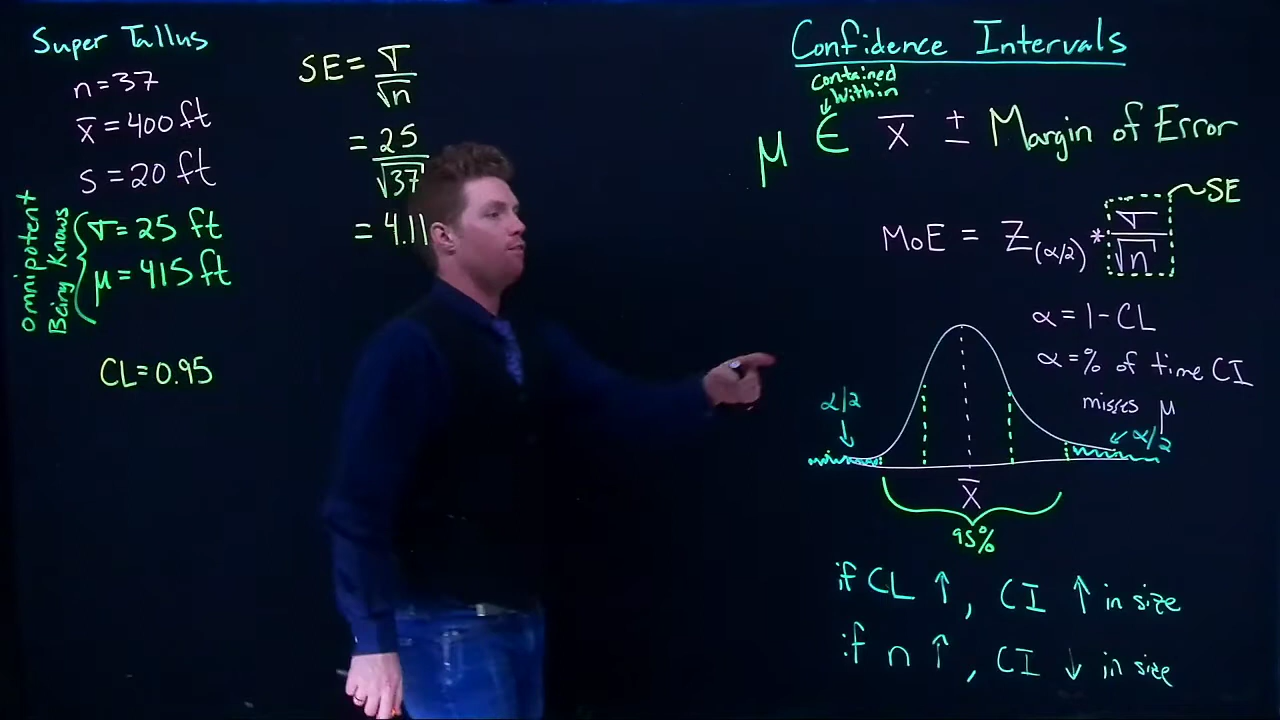 Super Tallus
n = 37
x̄ = 400 ft
s = 20 ft
Omnipotent
Being Knows
σ = 25 ft
μ = 415 ft
CL = 0.95
SE = σ/√n
= 25/√37
= 4.11
Confidence Intervals
Contained
Within
μ ∈ x̄ ± Margin of Error
SE
MoE = Z(α/2) * σ/√n
α = 1 - CL
α = % of time CI
misses μ
α/2
α/2
x̄
95%
if CL ↑, CI ↑ in size
if n ↑, CI ↓ in size